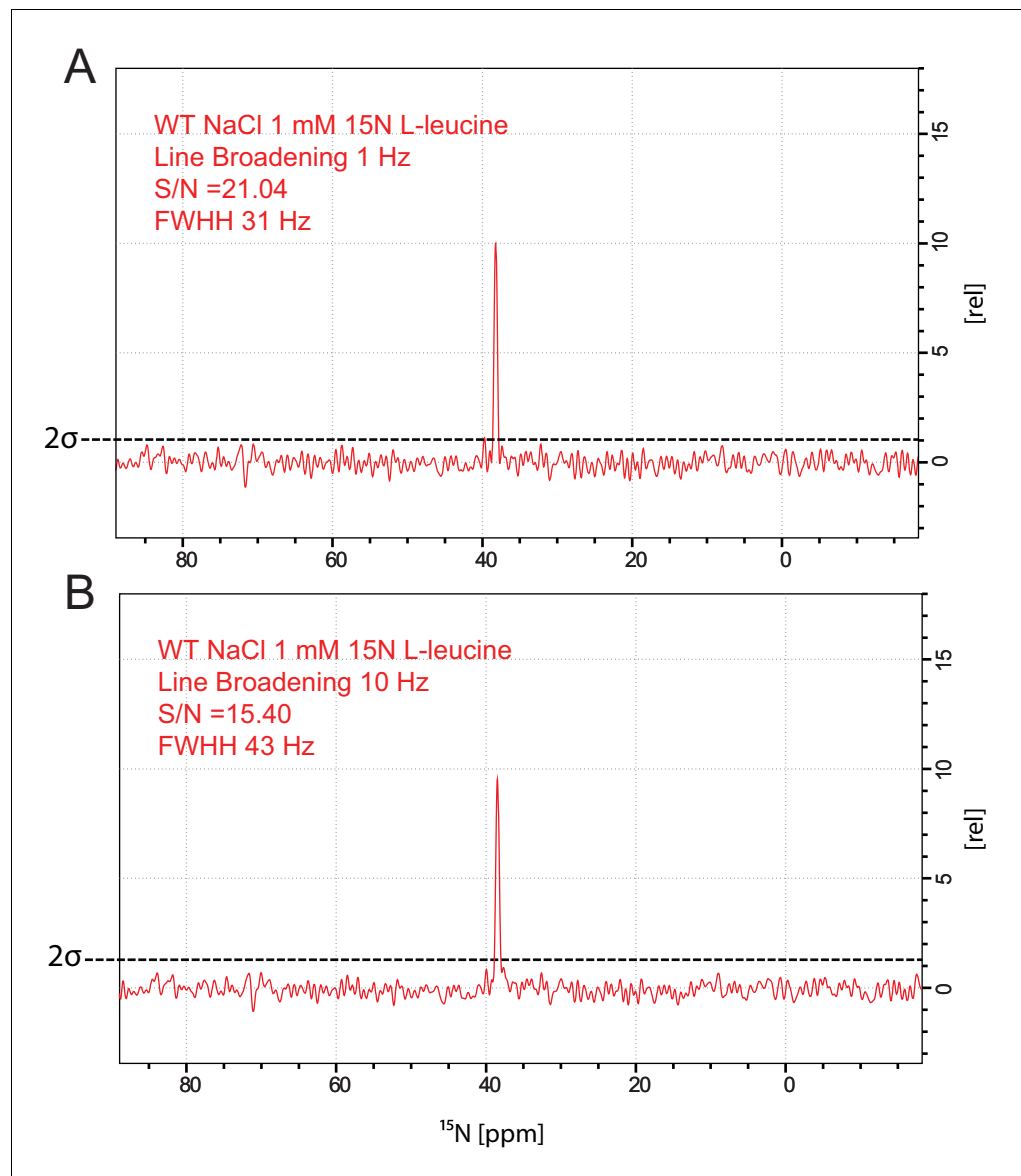 A
WT NaCl 1 mM 15N L-leucine
Line Broadening 1 Hz
S/N =21.04
FWHH 31 Hz
15
10
5
0
[rel]
2σ
80 60 40 20 0
B
WT NaCl 1 mM 15N L-leucine
Line Broadening 10 Hz
S/N =15.40
FWHH 43 Hz
15
10
5
0
[rel]
2σ
80 60 40 20 0
¹⁵N [ppm]